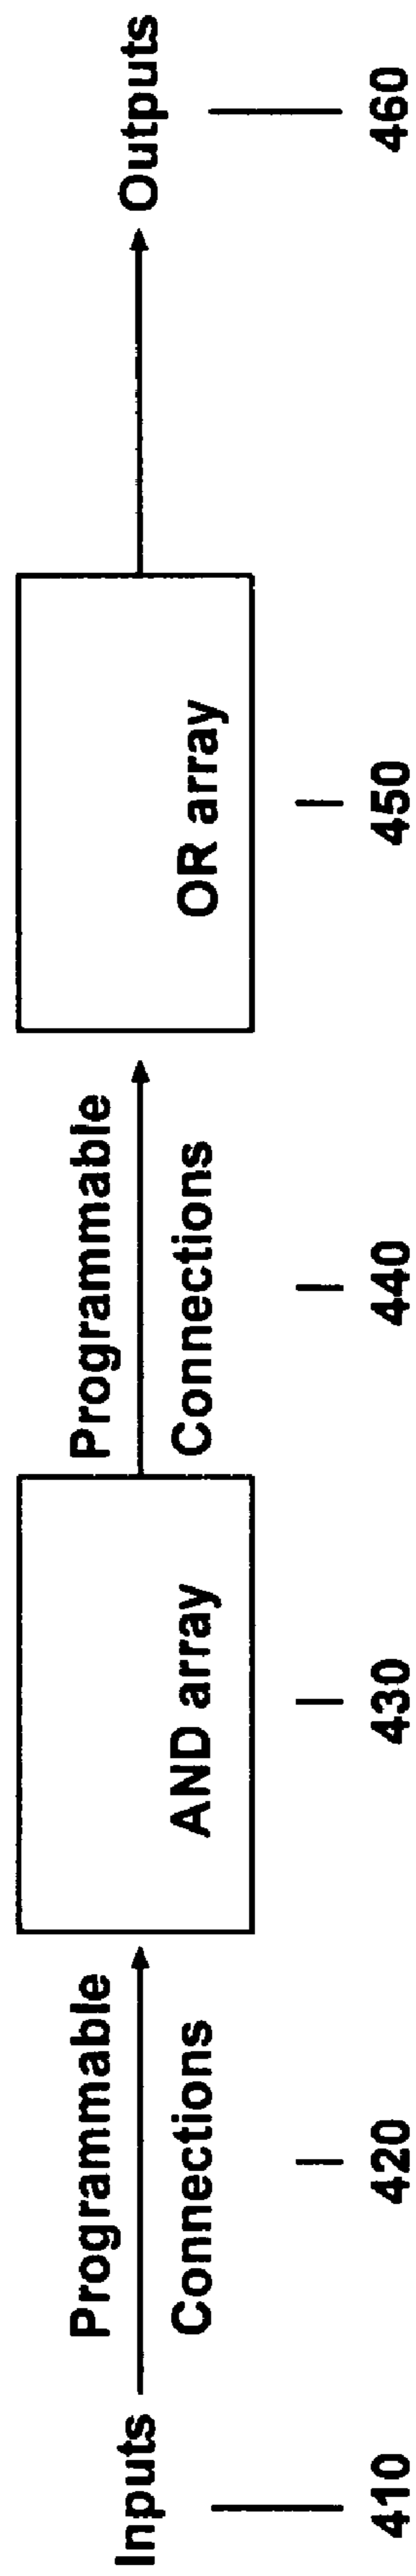 Inputs
Programmable
Connections
AND array
Programmable
Connections
OR array
Outputs
410
420
430
440
450
460